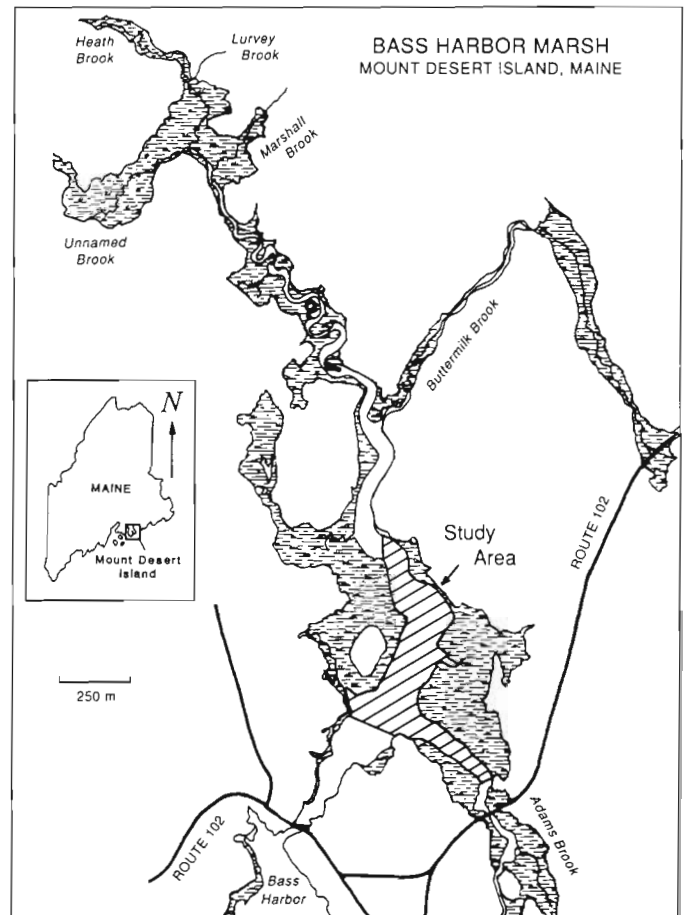 BASS HARBOR MARSH
MOUNT DESERT ISLAND, MAINE
Heath
Brook
Lurvey
Brook
Marshall
Brook
Unnamed
Brook
Buttermilk Brook
N
MAINE
Mount Desert
Island
Study
Area
ROUTE 102
250 m
Adams Brook
ROUTE 102
Bass
Harbor